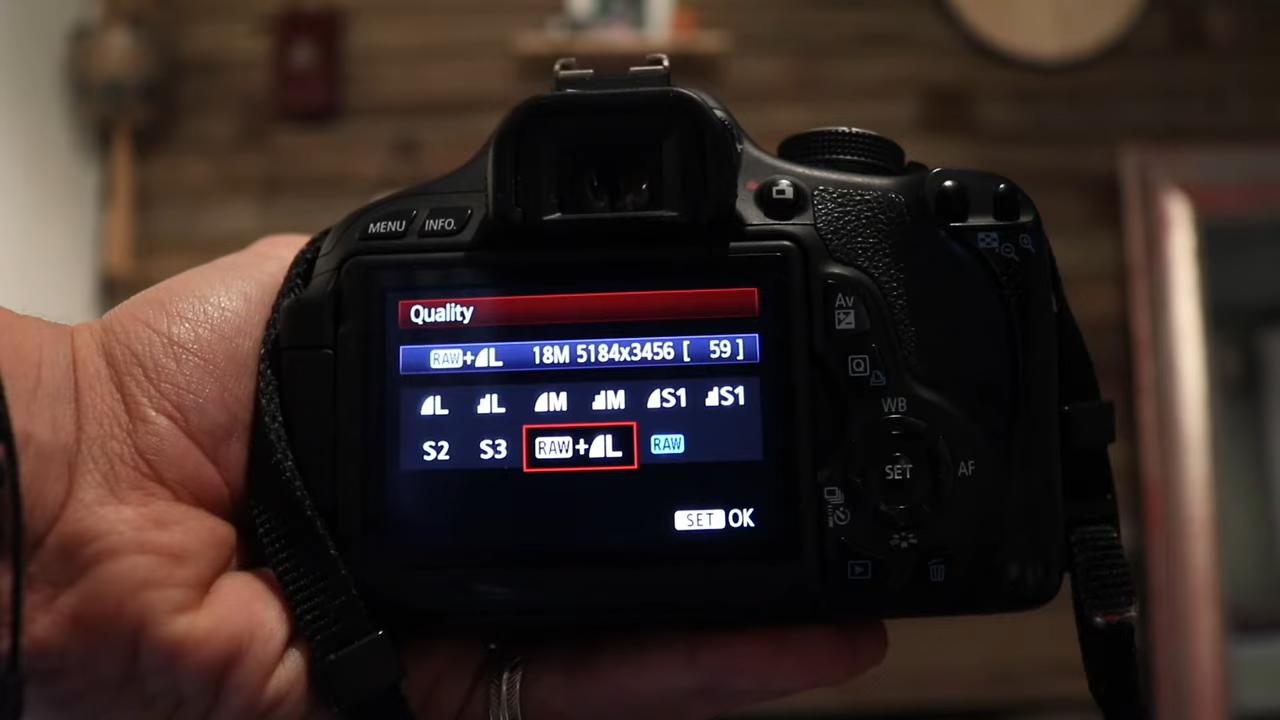 MENU INFO.
Quality
RAW+L 18M 5184x3456 [ 59 ]
L L M M S1 S1
S2 S3 RAW+L RAW
SET OK
Av
Q
WB
SET
AF